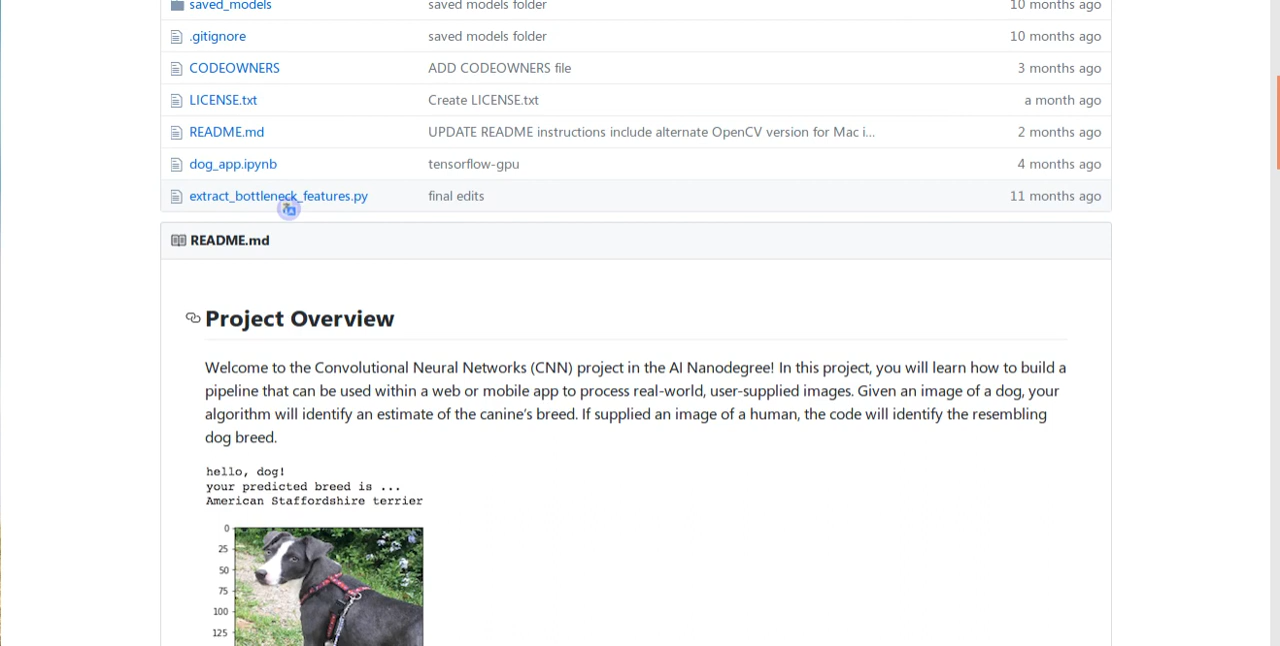 saved_models saved models folder 10 months ago
.gitignore saved models folder 10 months ago
CODEOWNERS ADD CODEOWNERS file 3 months ago
LICENSE.txt Create LICENSE.txt a month ago
README.md UPDATE README instructions include alternate OpenCV version for Mac i... 2 months ago
dog_app.ipynb tensorflow-gpu 4 months ago
extract_bottleneck_features.py final edits 11 months ago
README.md
Project Overview
Welcome to the Convolutional Neural Networks (CNN) project in the AI Nanodegree! In this project, you will learn how to build a
pipeline that can be used within a web or mobile app to process real-world, user-supplied images. Given an image of a dog, your
algorithm will identify an estimate of the canine's breed. If supplied an image of a human, the code will identify the resembling
dog breed.
hello, dog!
your predicted breed is ...
American Staffordshire terrier
0
25
50
75
100
125